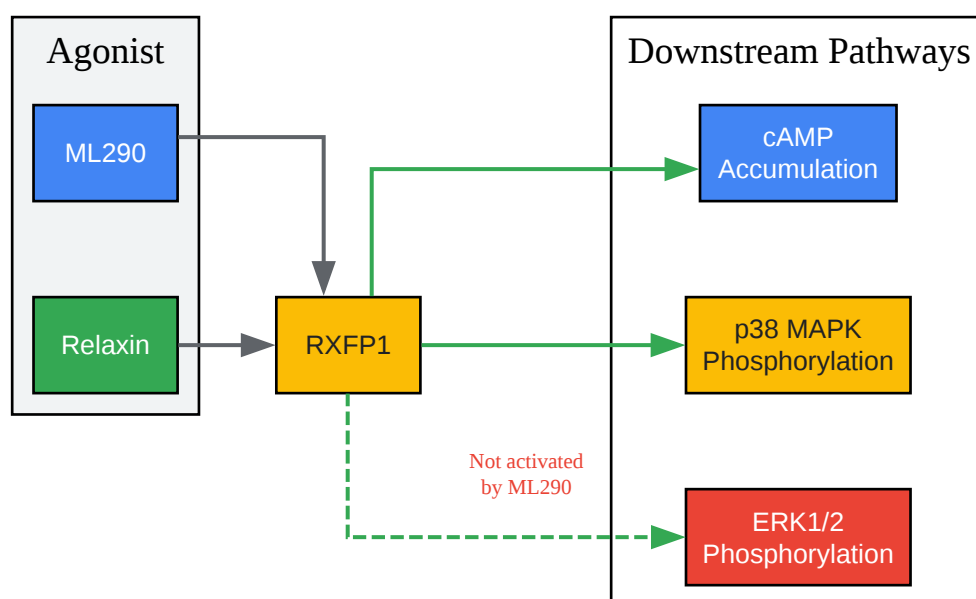 Agonist
ML290
Relaxin
RXFP1
Not activated
by ML290
Downstream Pathways
cAMP
Accumulation
p38 MAPK
Phosphorylation
ERK1/2
Phosphorylation